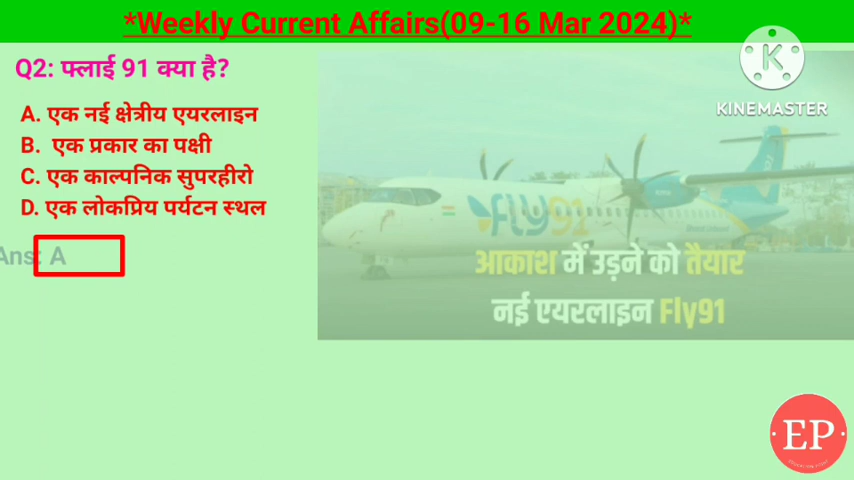 *Weekly Current Affairs(09-16 Mar 2024)*
Q2: फ्लाई 91 क्या है?
A. एक नई क्षेत्रीय एयरलाइन
B. एक प्रकार का पक्षी
C. एक काल्पनिक सुपरहीरो
D. एक लोकप्रिय पर्यटन स्थल
Ans: A
K
KINEMASTER
fly91
91
आकाश में उड़ने को तैयार
नई एयरलाइन Fly91
EP